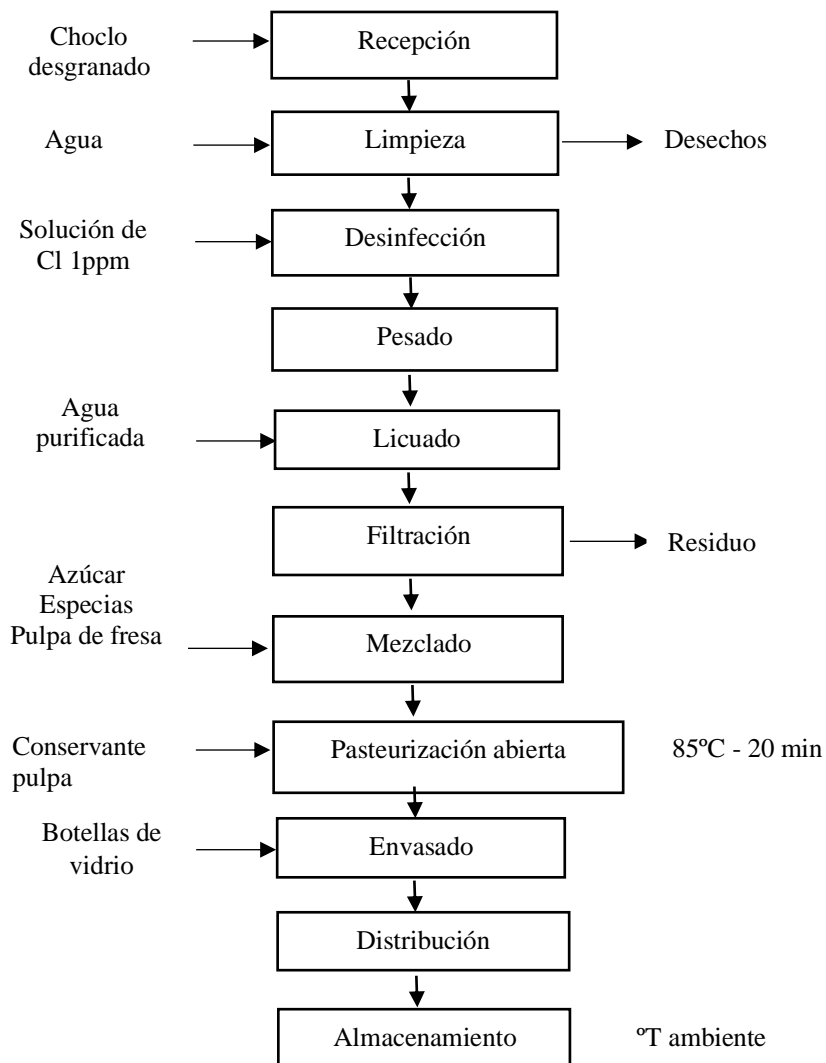 Choclo
desgranado
Recepción
Agua
Limpieza
Desechos
Solución de
Cl 1ppm
Desinfección
Pesado
Agua
purificada
Licuado
Filtración
Residuo
Azúcar
Especias
Pulpa de fresa
Mezclado
Conservante
pulpa
Pasteurización abierta
85ºC - 20 min
Botellas de
vidrio
Envasado
Distribución
Almacenamiento
ºT ambiente